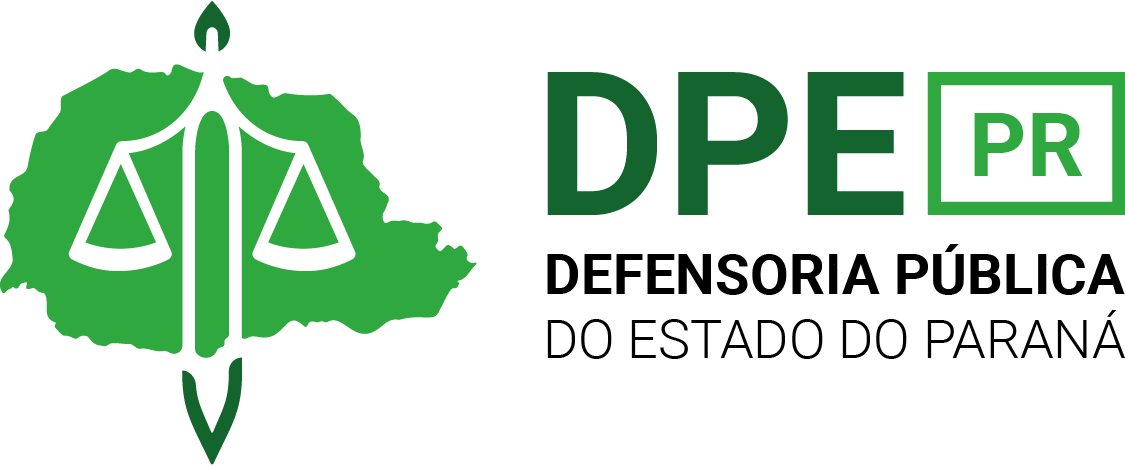 DPE PR
DEFENSORIA PÚBLICA
DO ESTADO DO PARANÁ